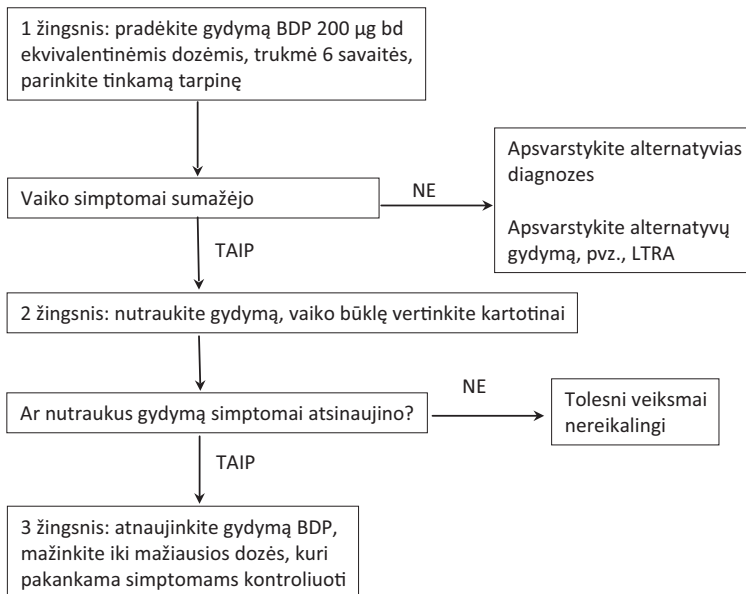 1 žingsnis: pradėkite gydymą BDP 200 µg bd
ekvivalentinėmis dozėmis, trukmė 6 savaitės,
parinkite tinkamą tarpinę
Vaiko simptomai sumažėjo
NE
Apsvarstykite alternatyvias
diagnozes
Apsvarstykite alternatyvų
gydymą, pvz., LTRA
TAIP
2 žingsnis: nutraukite gydymą, vaiko būklę vertinkite kartotinai
Ar nutraukus gydymą simptomai atsinaujino?
NE
Tolesni veiksmai
nereikalingi
TAIP
3 žingsnis: atnaujinkite gydymą BDP,
mažinkite iki mažiausios dozės, kuri
pakankama simptomams kontroliuoti